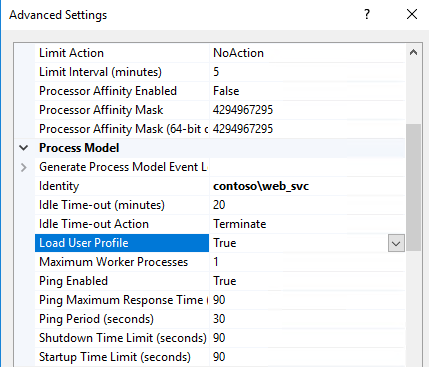 Advanced Settings
Limit Action NoAction
Limit Interval (minutes) 5
Processor Affinity Enabled False
Processor Affinity Mask 4294967295
Processor Affinity Mask (64-bit c 4294967295
Process Model
Generate Process Model Event L
Identity contoso\web_svc
Idle Time-out (minutes) 20
Idle Time-out Action Terminate
Load User Profile True
Maximum Worker Processes 1
Ping Enabled True
Ping Maximum Response Time ( 90
Ping Period (seconds) 30
Shutdown Time Limit (seconds) 90
Startup Time Limit (seconds) 90